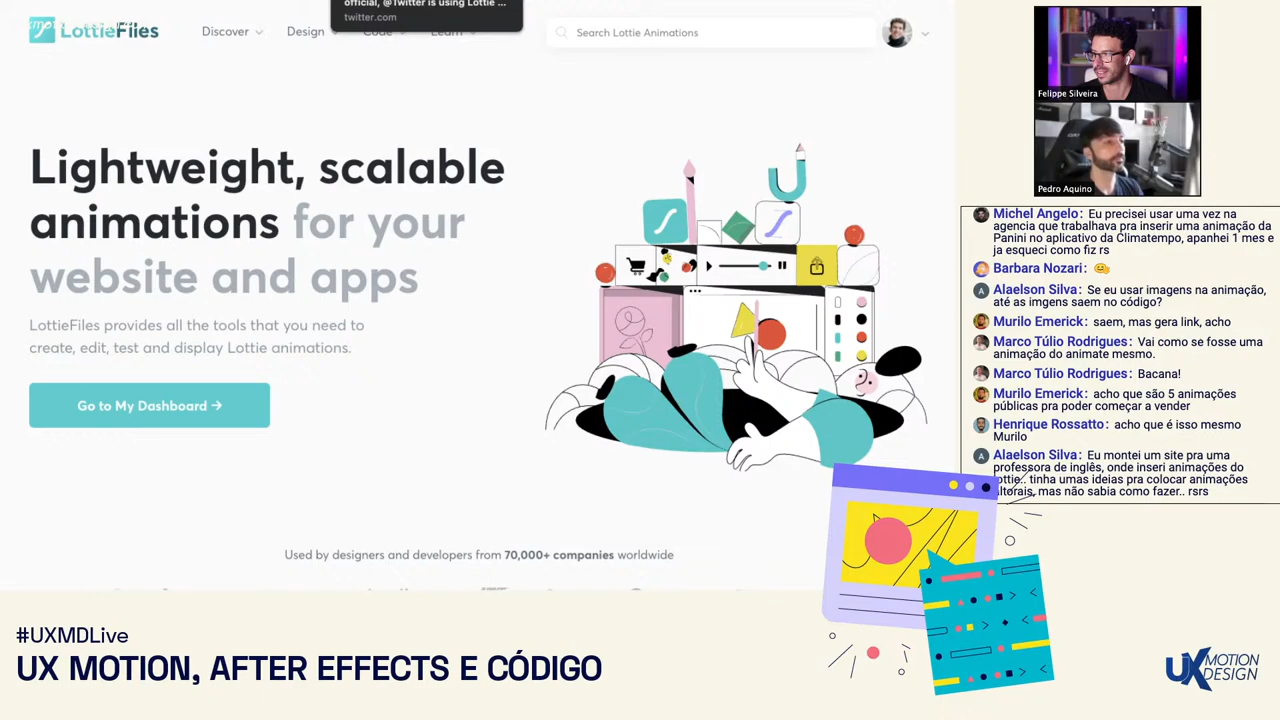 official, @Twitter is using Lottie ...
twitter.com
LottieFiles
Discover
Design
Code
Learn
Search Lottie Animations
Lightweight, scalable
animations for your
website and apps
LottieFiles provides all the tools that you need to
create, edit, test and display Lottie animations.
Go to My Dashboard →
Used by designers and developers from 70,000+ companies worldwide
Felippe Silveira
Pedro Aquino
Michel Angelo: Eu precisei usar uma vez na
agencia que trabalhava pra inserir uma animação da
Panini no aplicativo da Climatempo, apanhei 1 mes e
ja esqueci como fiz rs
Barbara Nozari: 😊
A Alaelson Silva: Se eu usar imagens na animação,
até as imgens saem no código?
Murilo Emerick: saem, mas gera link, acho
Marco Túlio Rodrigues: Vai como se fosse uma
animação do animate mesmo.
Marco Túlio Rodrigues: Bacana!
Murilo Emerick: acho que são 5 animações
públicas pra poder começar a vender
Henrique Rossatto: acho que é isso mesmo
Murilo
A Alaelson Silva: Eu montei um site pra uma
professora de inglês, onde inseri animações do
ottie.. tinha umas ideias pra colocar animações
mas não sabia como fazer.. rsrs
#UXMDLive
UX MOTION, AFTER EFFECTS E CÓDIGO
UX MOTION
DESIGN